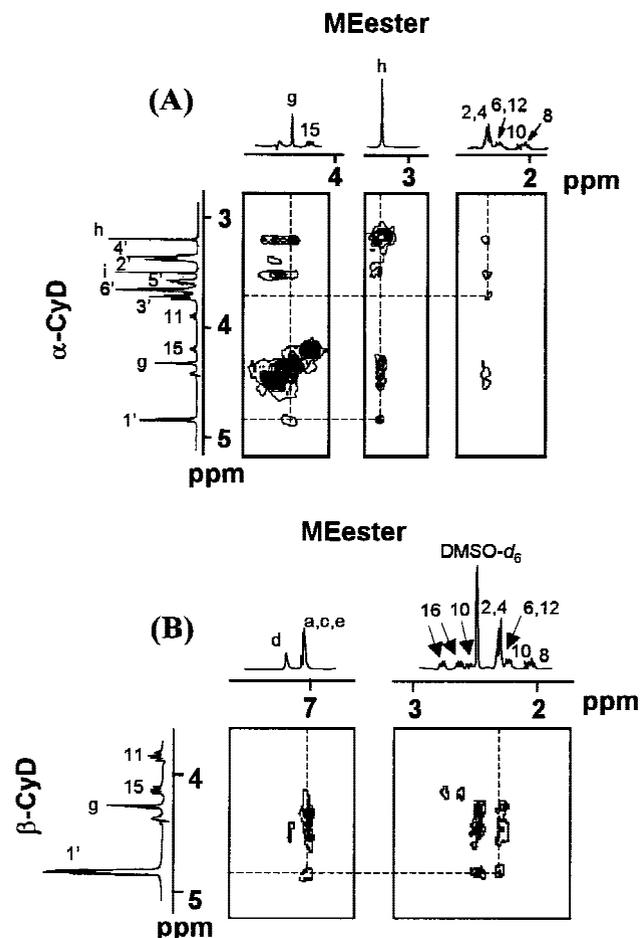 MEester
(A)
g
15
h
2,4
6,12
10
8
4
3
2
ppm
α-CyD
h
4'
2'
i
5'
6'
3'
11
15
g
1'
3
4
5
ppm
MEester
(B)
d
a,c,e
DMSO-d6
16
10
2,4
6,12
10
8
7
3
2
ppm
β-CyD
11
15
g
1'
4
5
ppm